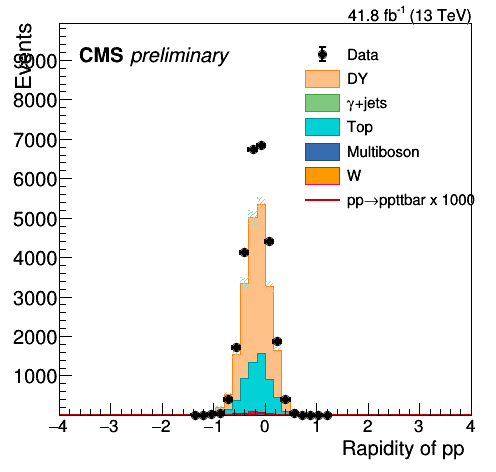 41.8 fb⁻¹ (13 TeV)
Events
CMS preliminary
Data
DY
γ+jets
Top
Multiboson
W
pp→ppttbar x 1000
9000
8000
7000
6000
5000
4000
3000
2000
1000
−4 −3 −2 −1 0 1 2 3 4
Rapidity of pp